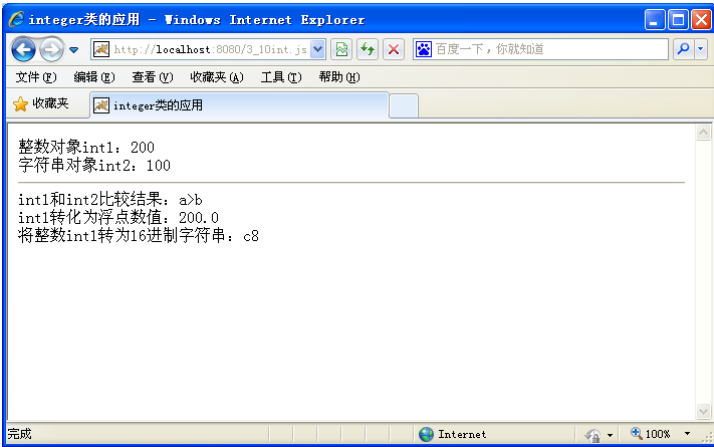 integer类的应用 - Windows Internet Explorer
http://localhost:8080/3_10int.js
百度一下，你就知道
文件(F) 编辑(E) 查看(V) 收藏夹(A) 工具(T) 帮助(H)
收藏夹 integer类的应用
整数对象int1: 200
字符串对象int2: 100
int1和int2比较结果: a>b
int1转化为浮点数值: 200.0
将整数int1转为16进制字符串: c8
完成 Internet 100%